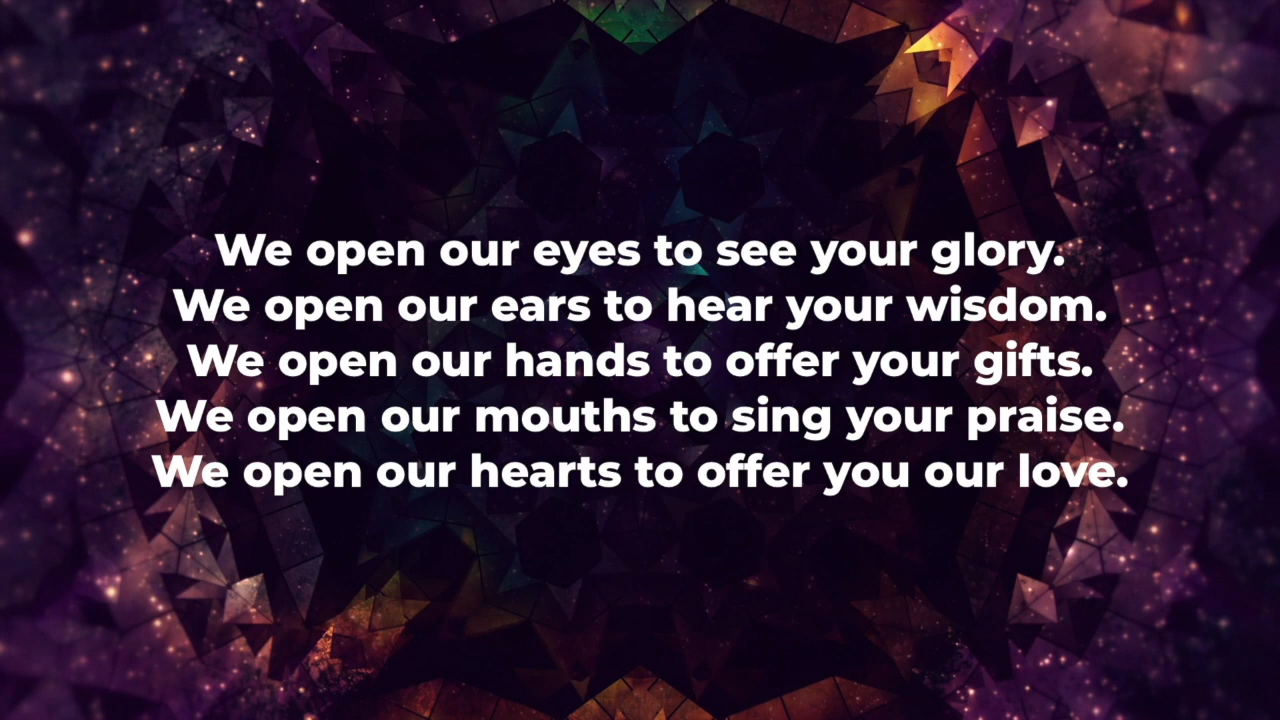 We open our eyes to see your glory.
We open our ears to hear your wisdom.
We open our hands to offer your gifts.
We open our mouths to sing your praise.
We open our hearts to offer you our love.